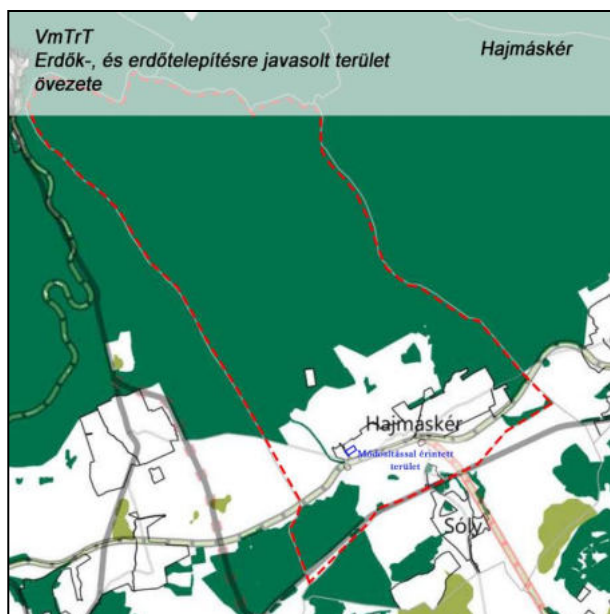 VmTrT
Erdők-, és erdőtelepítésre javasolt terület
övezete
Hajmáskér
Hajmáskér
Módosítással érintett
terület
Sóly